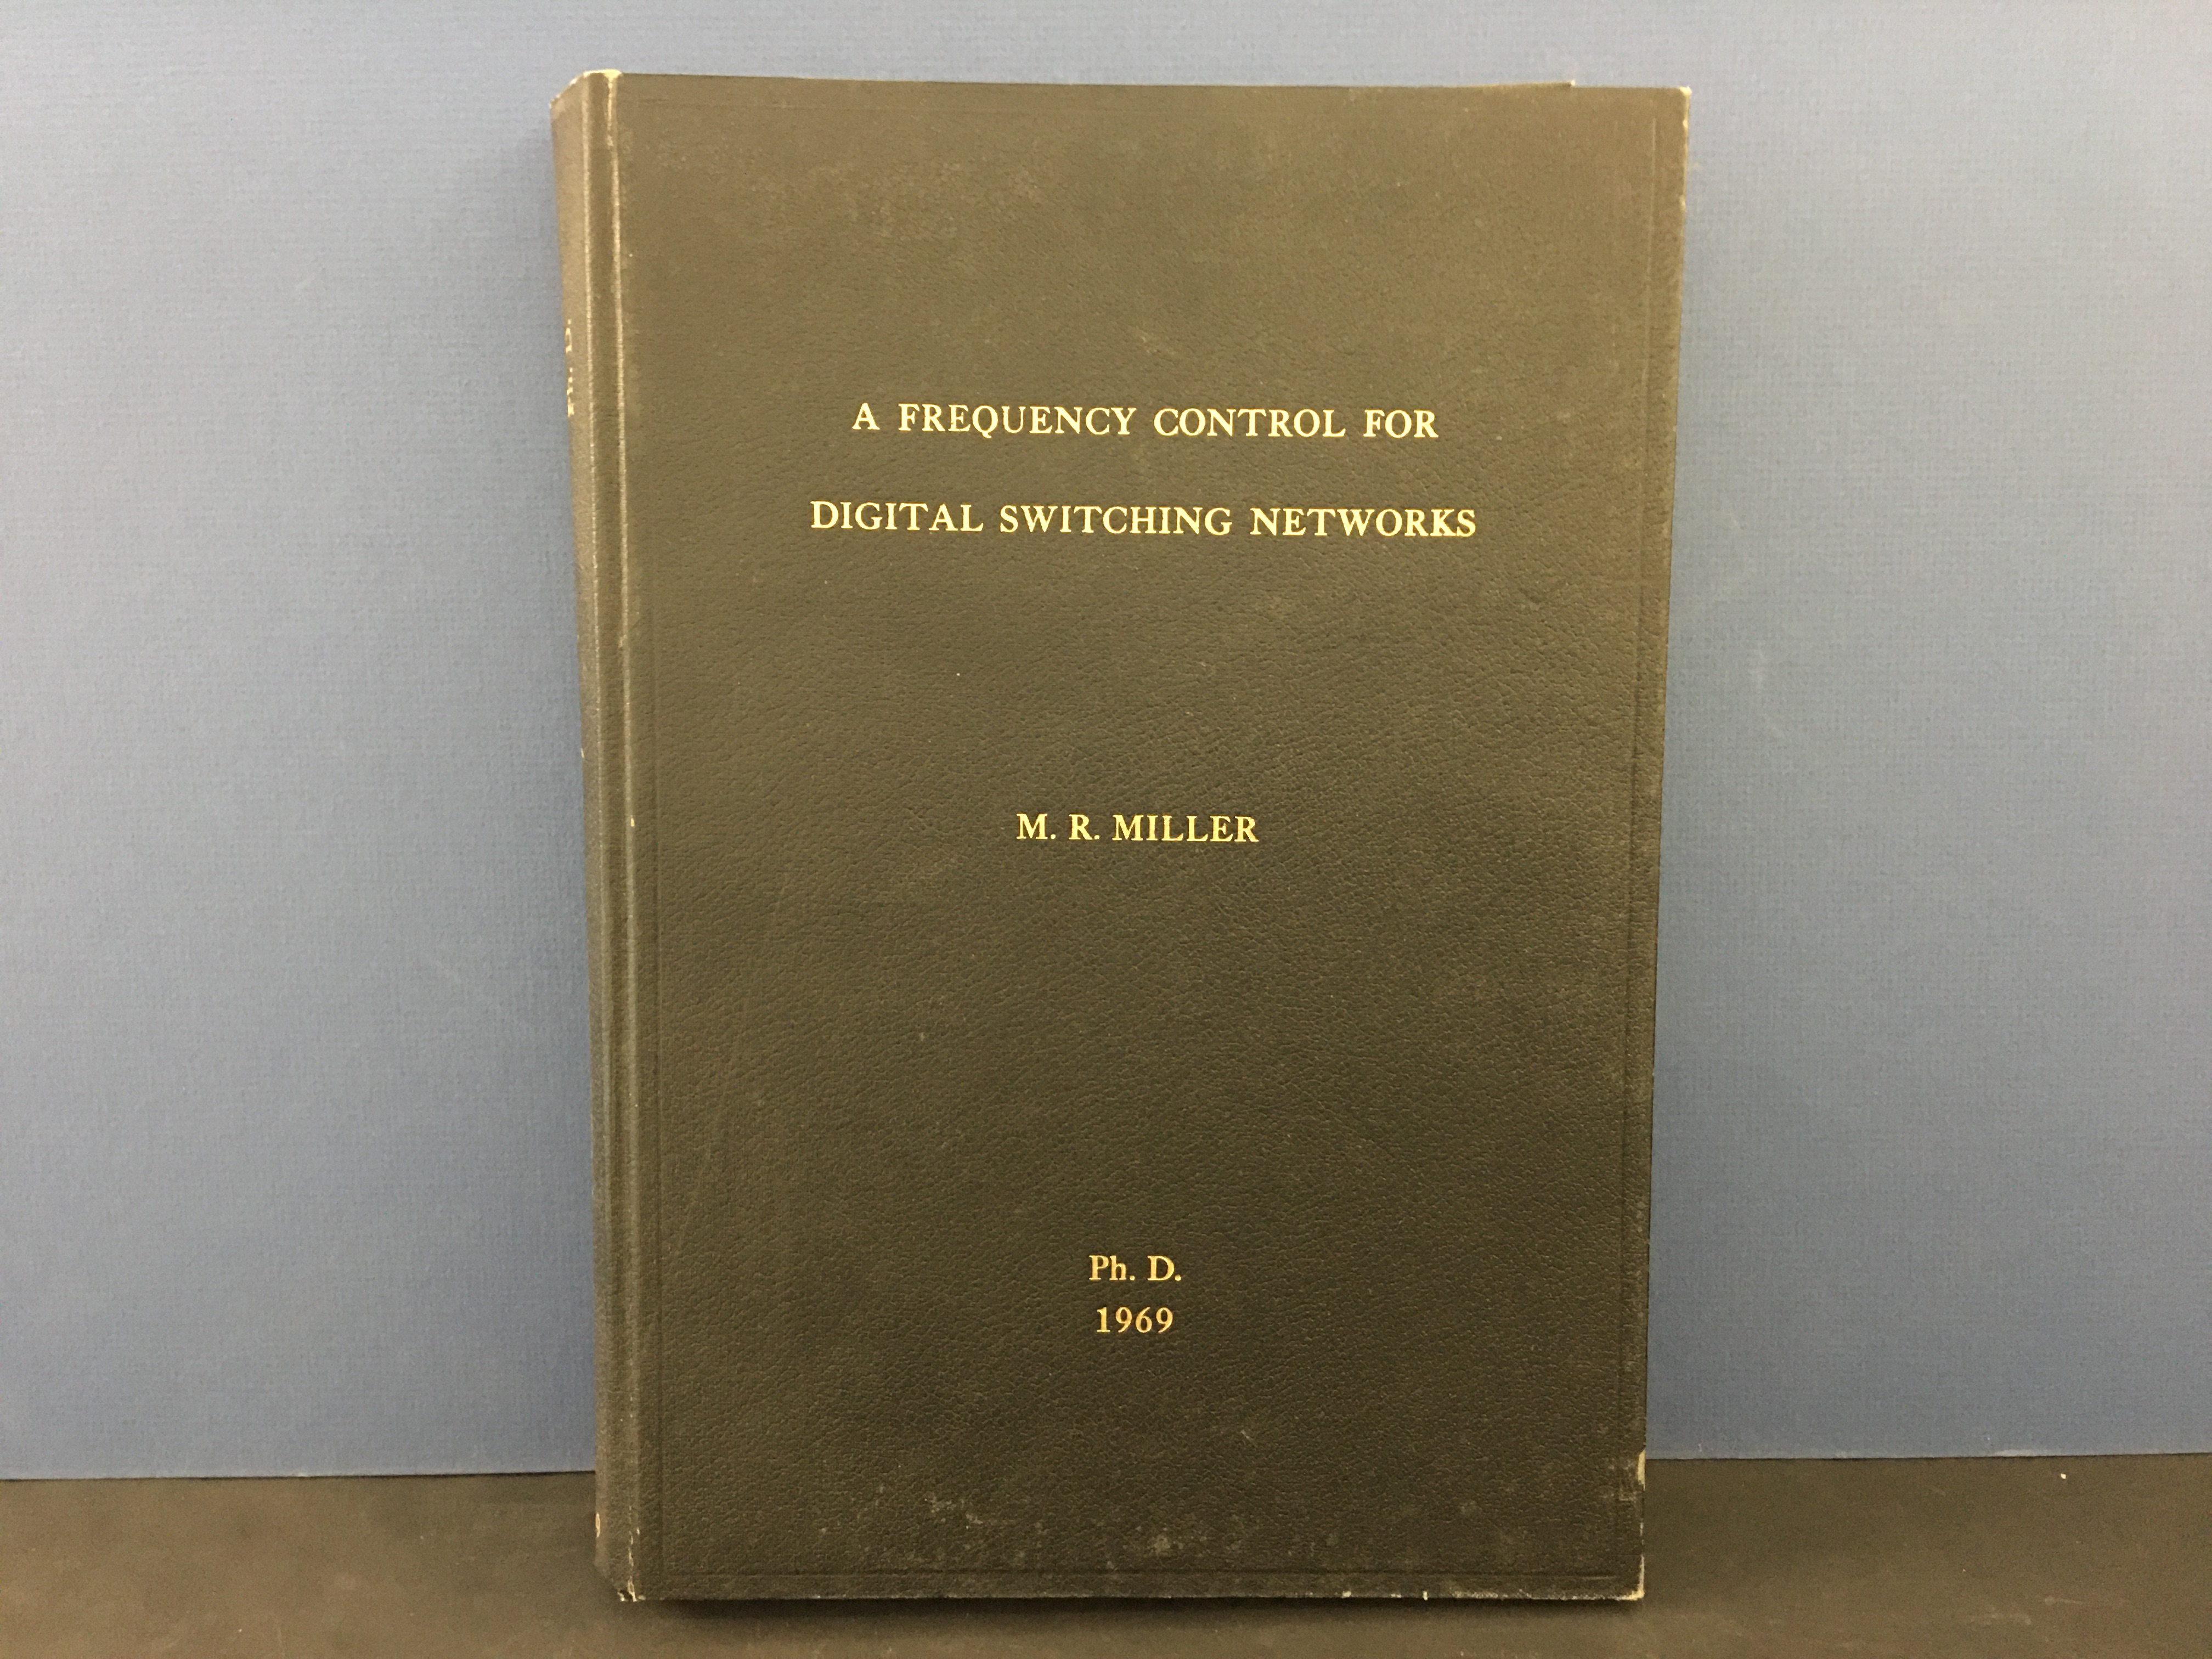 A FREQUENCY CONTROL FOR
DIGITAL SWITCHING NETWORKS
M. R. MILLER
Ph. D.
1969